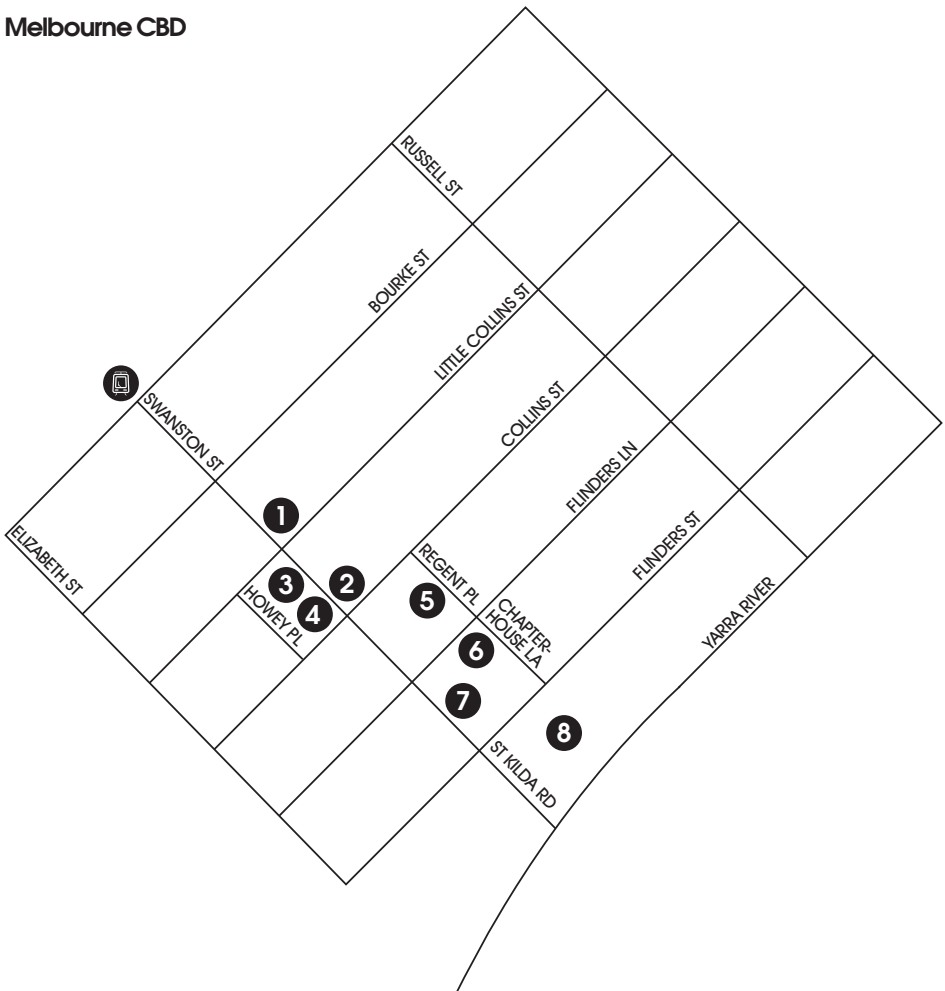 Melbourne CBD
RUSSELL ST
BOURKE ST
LITTLE COLLINS ST
SWANSTON ST
COLLINS ST
FLINDERS LN
1
ELIZABETH ST
FLINDERS ST
REGENT PL
2
3
HOWEY PL
4
5
CHAPTER-
HOUSE LA
YARRA RIVER
6
7
8
ST KILDA RD